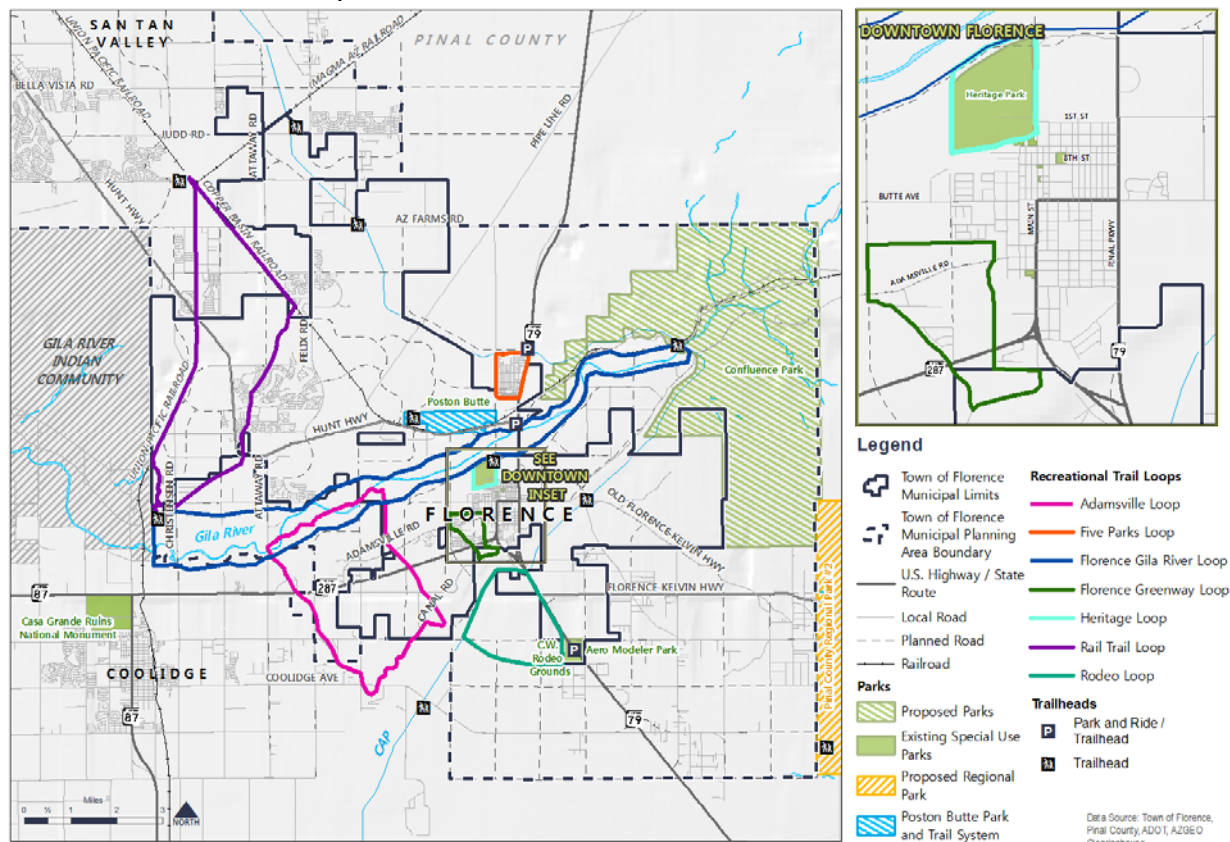 SAN TAN
VALLEY
PINAL COUNTY
UNION PACIFIC RAILROAD
MAGMA AZ RAILROAD
BELLA VISTA RD
JUDD RD
ATTAWAY RD
PIPE LINE RD
HUNT HWY
COPPER BASIN RAILROAD
AZ FARMS RD
FELIX RD
79
GILA RIVER
INDIAN
COMMUNITY
UNION PACIFIC RAILROAD
Confluence Park
Poston Butte
HUNT HWY
SEE
DOWNTOWN
INSET
CHRISTENSEN RD
ATTAWAY RD
Gila River
FLORENCE
ADAMSVILLE RD
OLD FLORENCE-KELVIN HWY
287
CANAL RD
FLORENCE-KELVIN HWY
87
Casa Grande Ruins
National Monument
COOLIDGE
COOLIDGE AVE
C.W.
Rodeo
Grounds
Aero Modeler Park
Pinal County Regional Park #2
87
CAP
79
Miles
0 ½ 1 2 3
NORTH
DOWNTOWN FLORENCE
Heritage Park
1ST ST
8TH ST
BUTTE AVE
MAIN ST
PINAL PKWY
ADAMSVILLE RD
287
79
Legend
Town of Florence
Municipal Limits
Town of Florence
Municipal Planning
Area Boundary
U.S. Highway / State
Route
Local Road
Planned Road
Railroad
Parks
Proposed Parks
Existing Special Use
Parks
Proposed Regional
Park
Poston Butte Park
and Trail System
Recreational Trail Loops
Adamsville Loop
Five Parks Loop
Florence Gila River Loop
Florence Greenway Loop
Heritage Loop
Rail Trail Loop
Rodeo Loop
Trailheads
P Park and Ride /
Trailhead
Trailhead
Data Source: Town of Florence,
Pinal County, ADOT, AZGEO